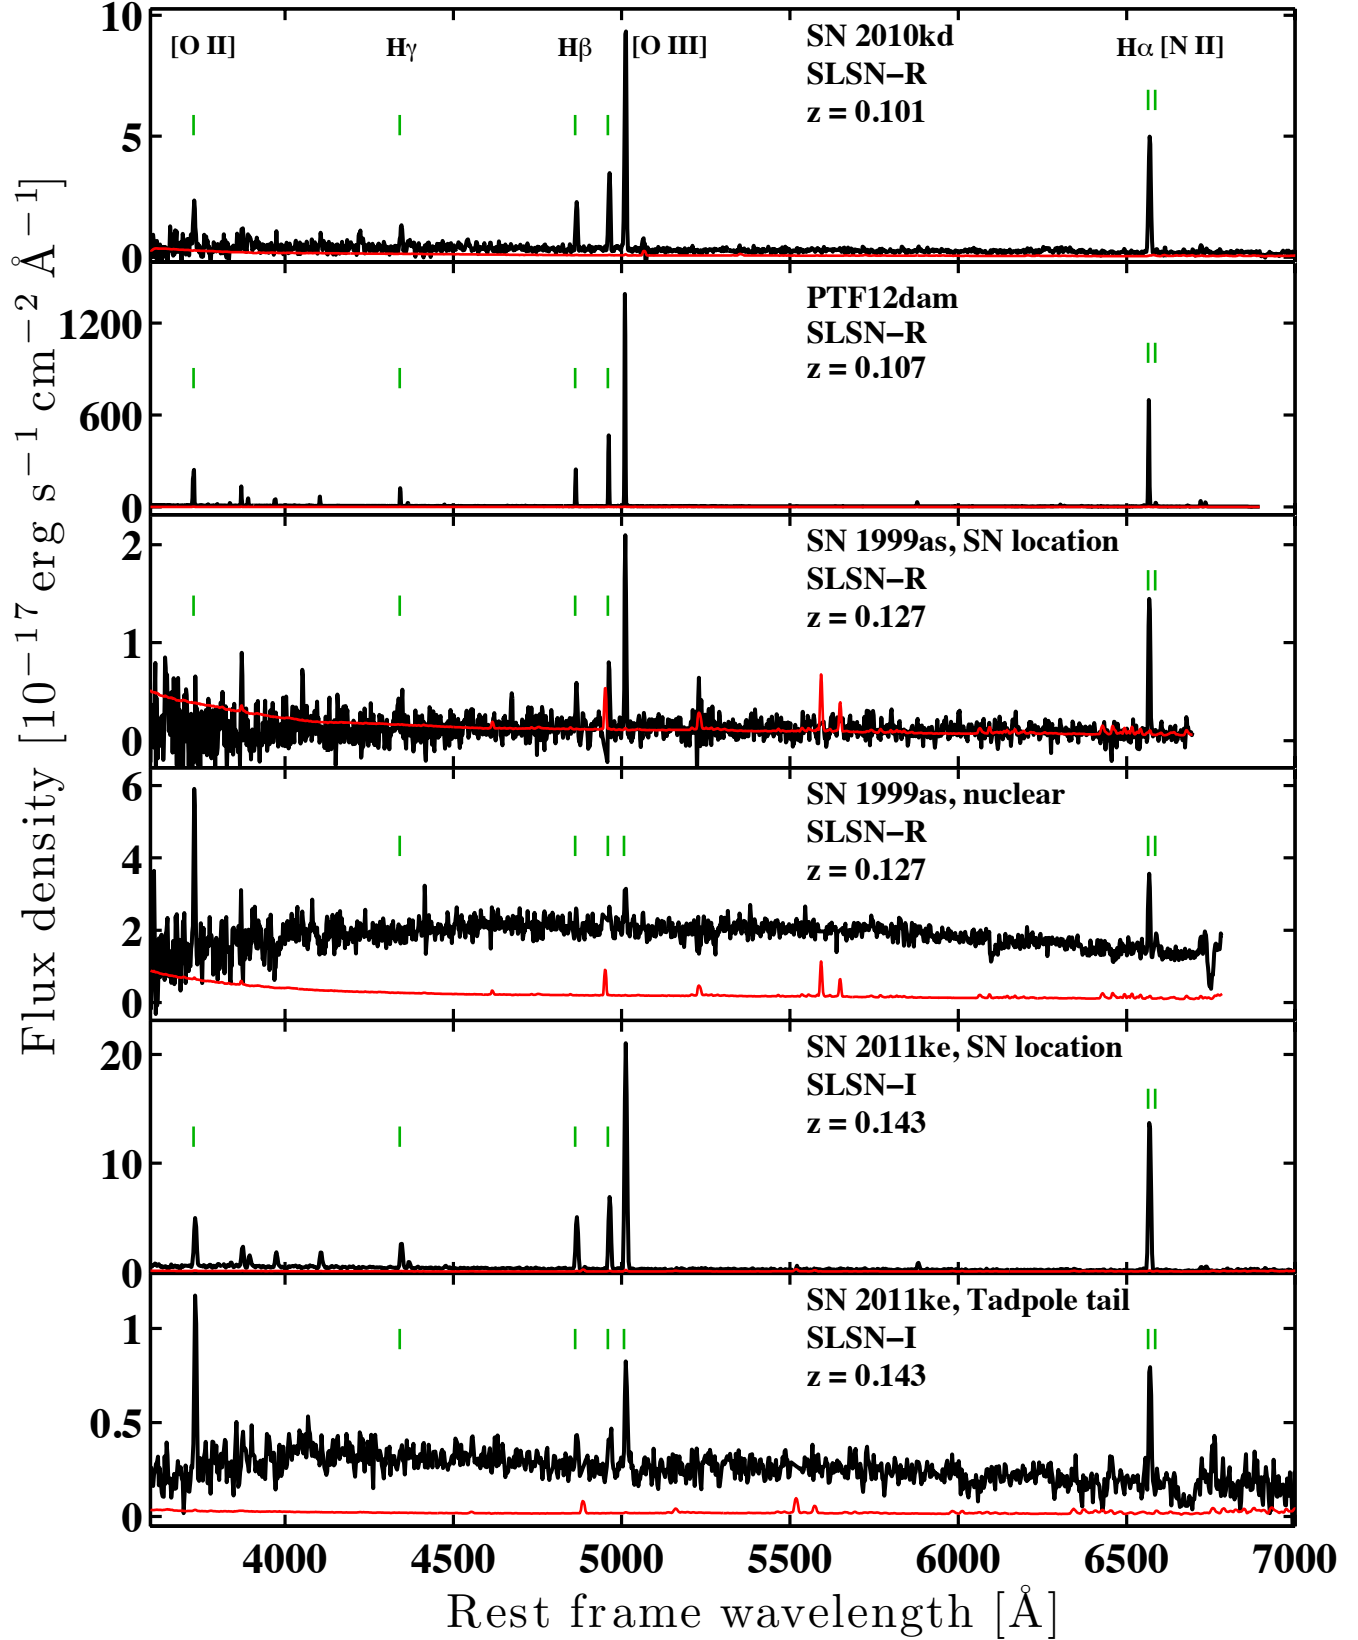 10
5
0
[O II]
Hγ
Hβ
[O III]
Hα [N II]
SN 2010kd
SLSN−R
z = 0.101
1200
600
0
PTF12dam
SLSN−R
z = 0.107
2
1
0
SN 1999as, SN location
SLSN−R
z = 0.127
6
4
2
0
SN 1999as, nuclear
SLSN−R
z = 0.127
20
10
0
SN 2011ke, SN location
SLSN−I
z = 0.143
1
0.5
0
SN 2011ke, Tadpole tail
SLSN−I
z = 0.143
Flux density [10−17 erg s−1 cm−2 Å−1]
4000 4500 5000 5500 6000 6500 7000
Rest frame wavelength [Å]